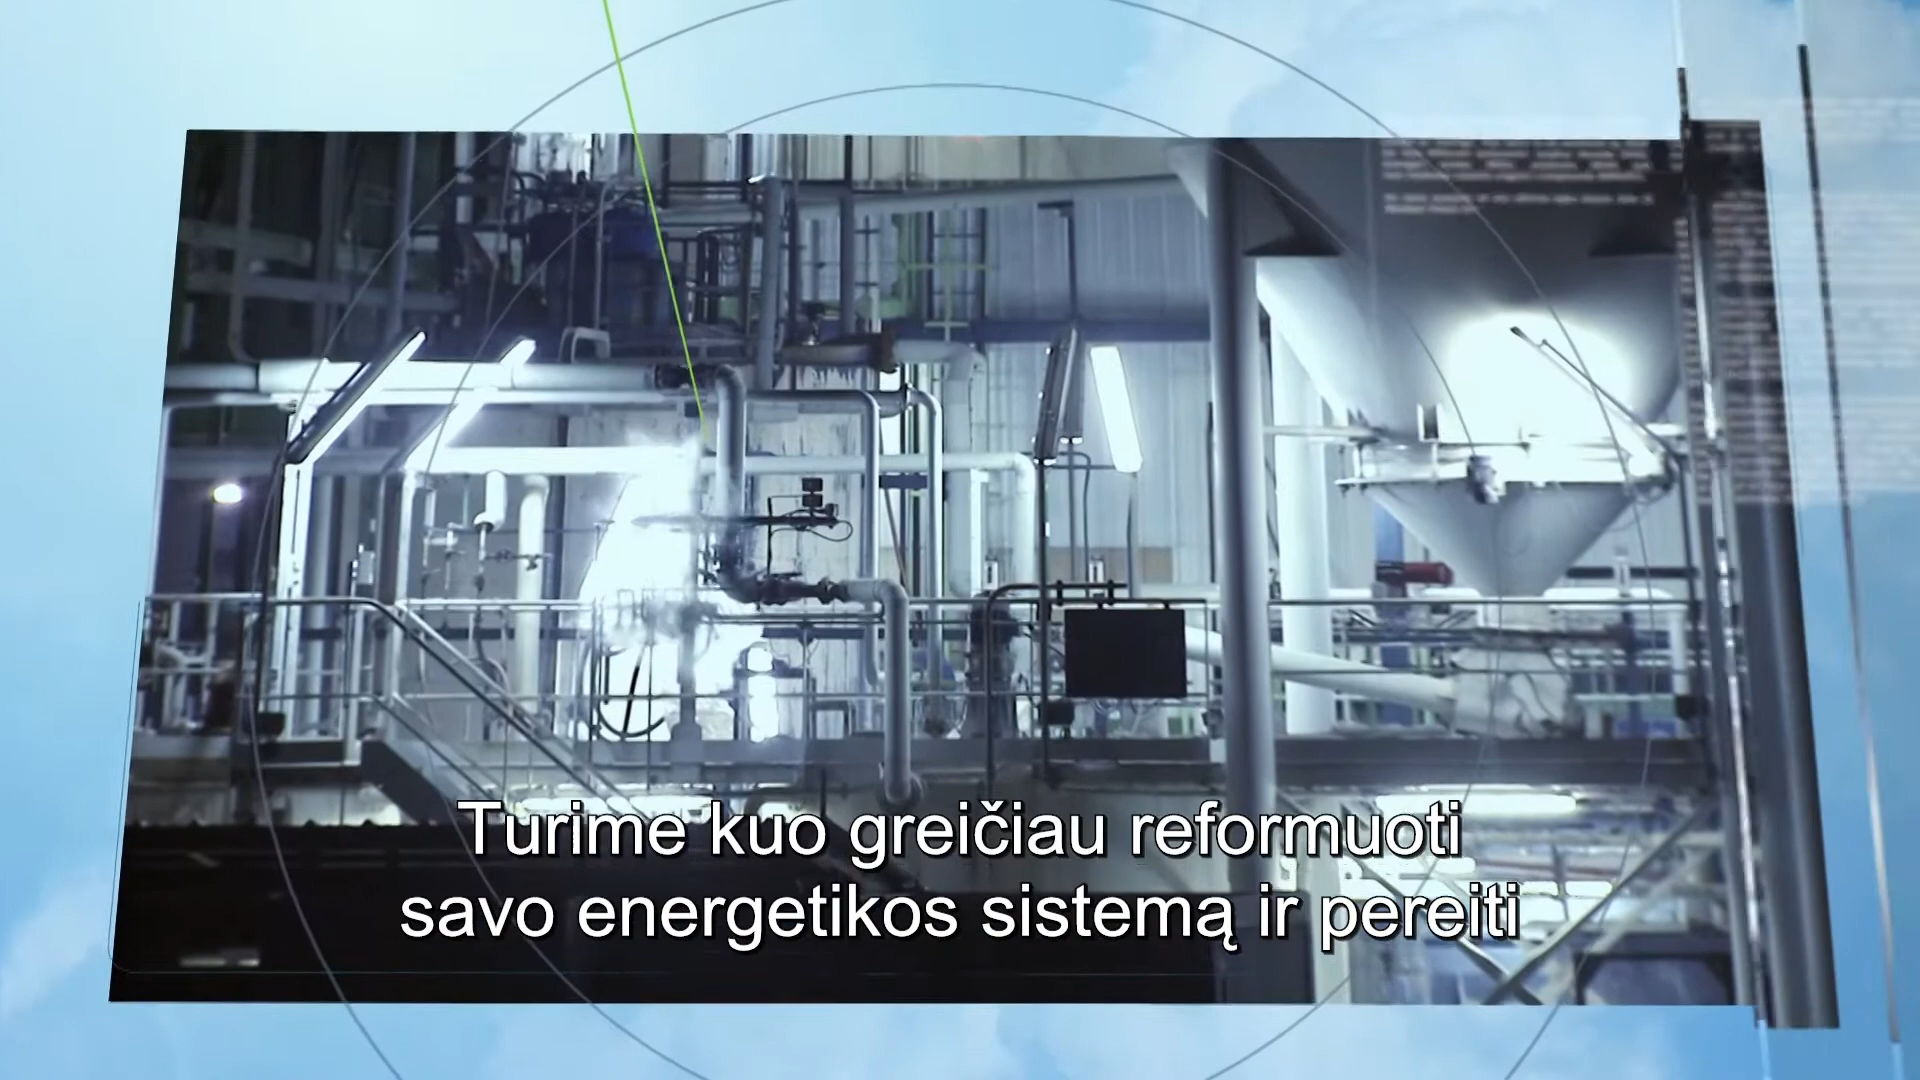 Turime kuo greičiau reformuoti
savo energetikos sistemą ir pereiti